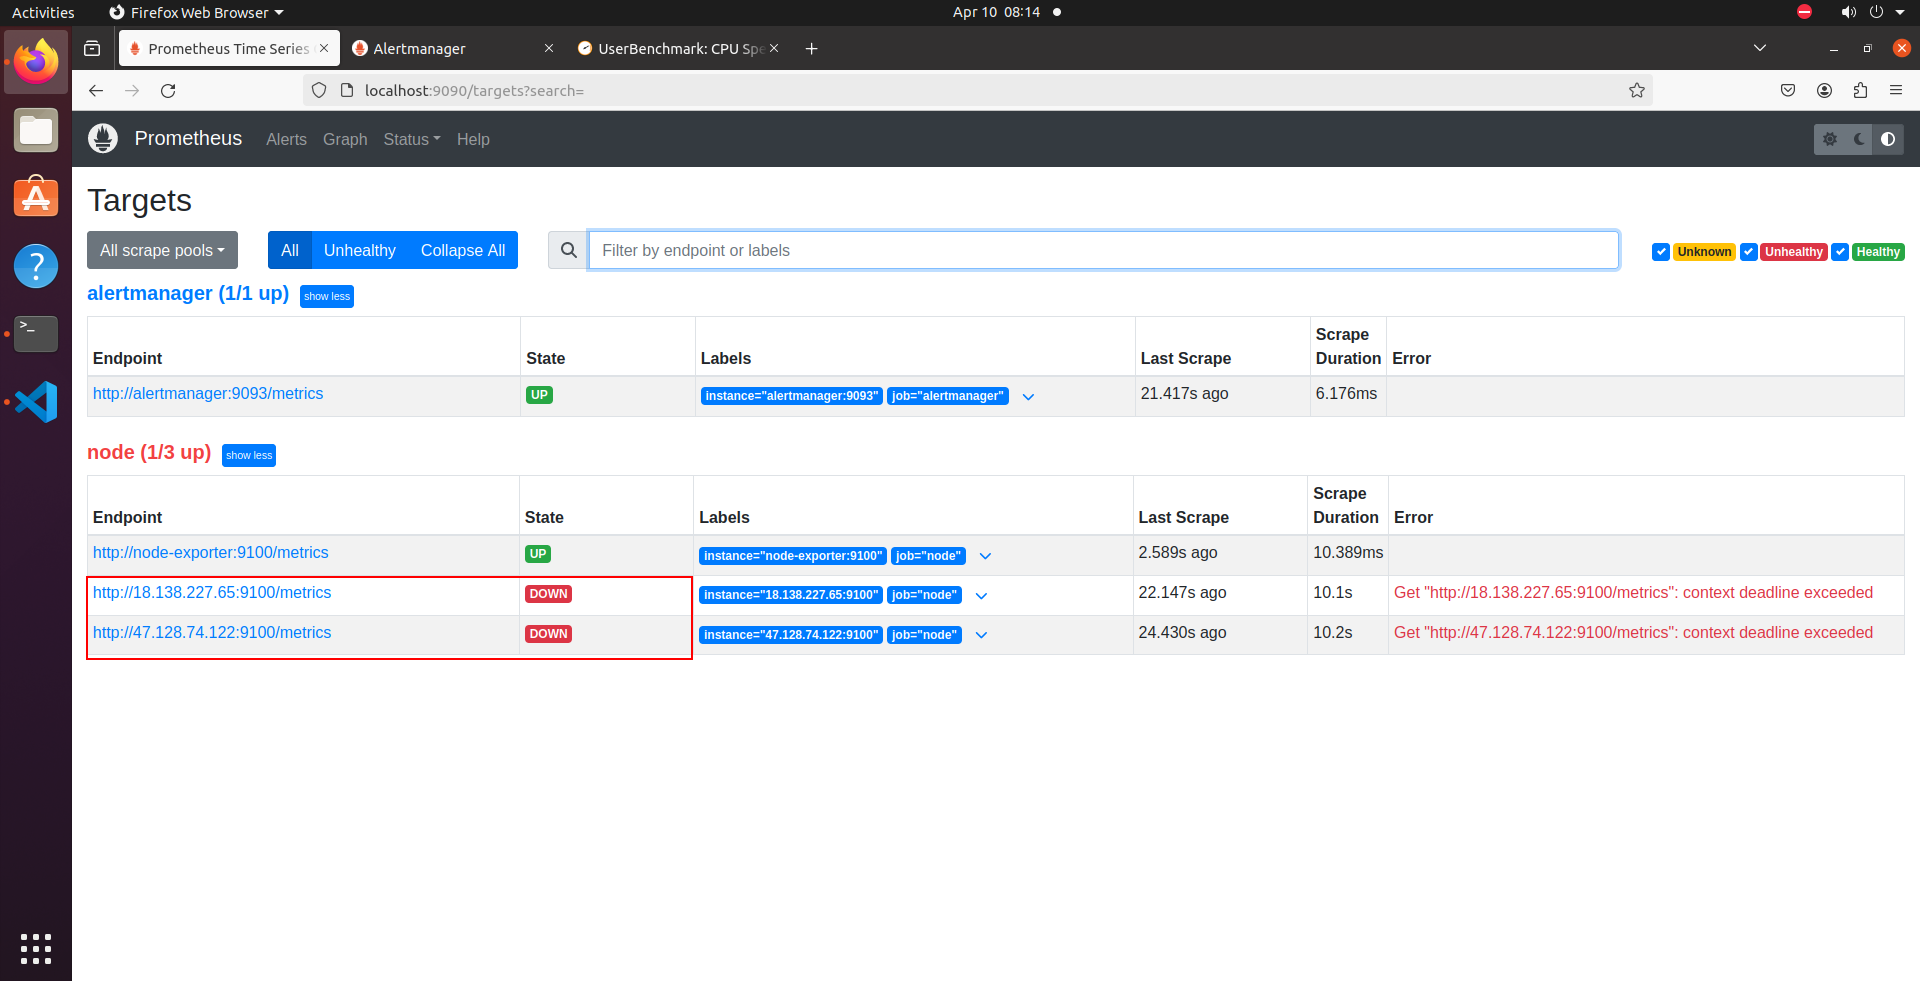 Activities Firefox Web Browser Apr 10 08:14
Prometheus Time Series Alertmanager UserBenchmark: CPU Spe
localhost:9090/targets?search=
Prometheus Alerts Graph Status Help
Targets
All scrape pools All Unhealthy Collapse All Filter by endpoint or labels Unknown Unhealthy Healthy
alertmanager (1/1 up) show less
Endpoint State Labels Last Scrape Scrape Duration Error
http://alertmanager:9093/metrics UP instance="alertmanager:9093" job="alertmanager" 21.417s ago 6.176ms
node (1/3 up) show less
Endpoint State Labels Last Scrape Scrape Duration Error
http://node-exporter:9100/metrics UP instance="node-exporter:9100" job="node" 2.589s ago 10.389ms
http://18.138.227.65:9100/metrics DOWN instance="18.138.227.65:9100" job="node" 22.147s ago 10.1s Get "http://18.138.227.65:9100/metrics": context deadline exceeded
http://47.128.74.122:9100/metrics DOWN instance="47.128.74.122:9100" job="node" 24.430s ago 10.2s Get "http://47.128.74.122:9100/metrics": context deadline exceeded